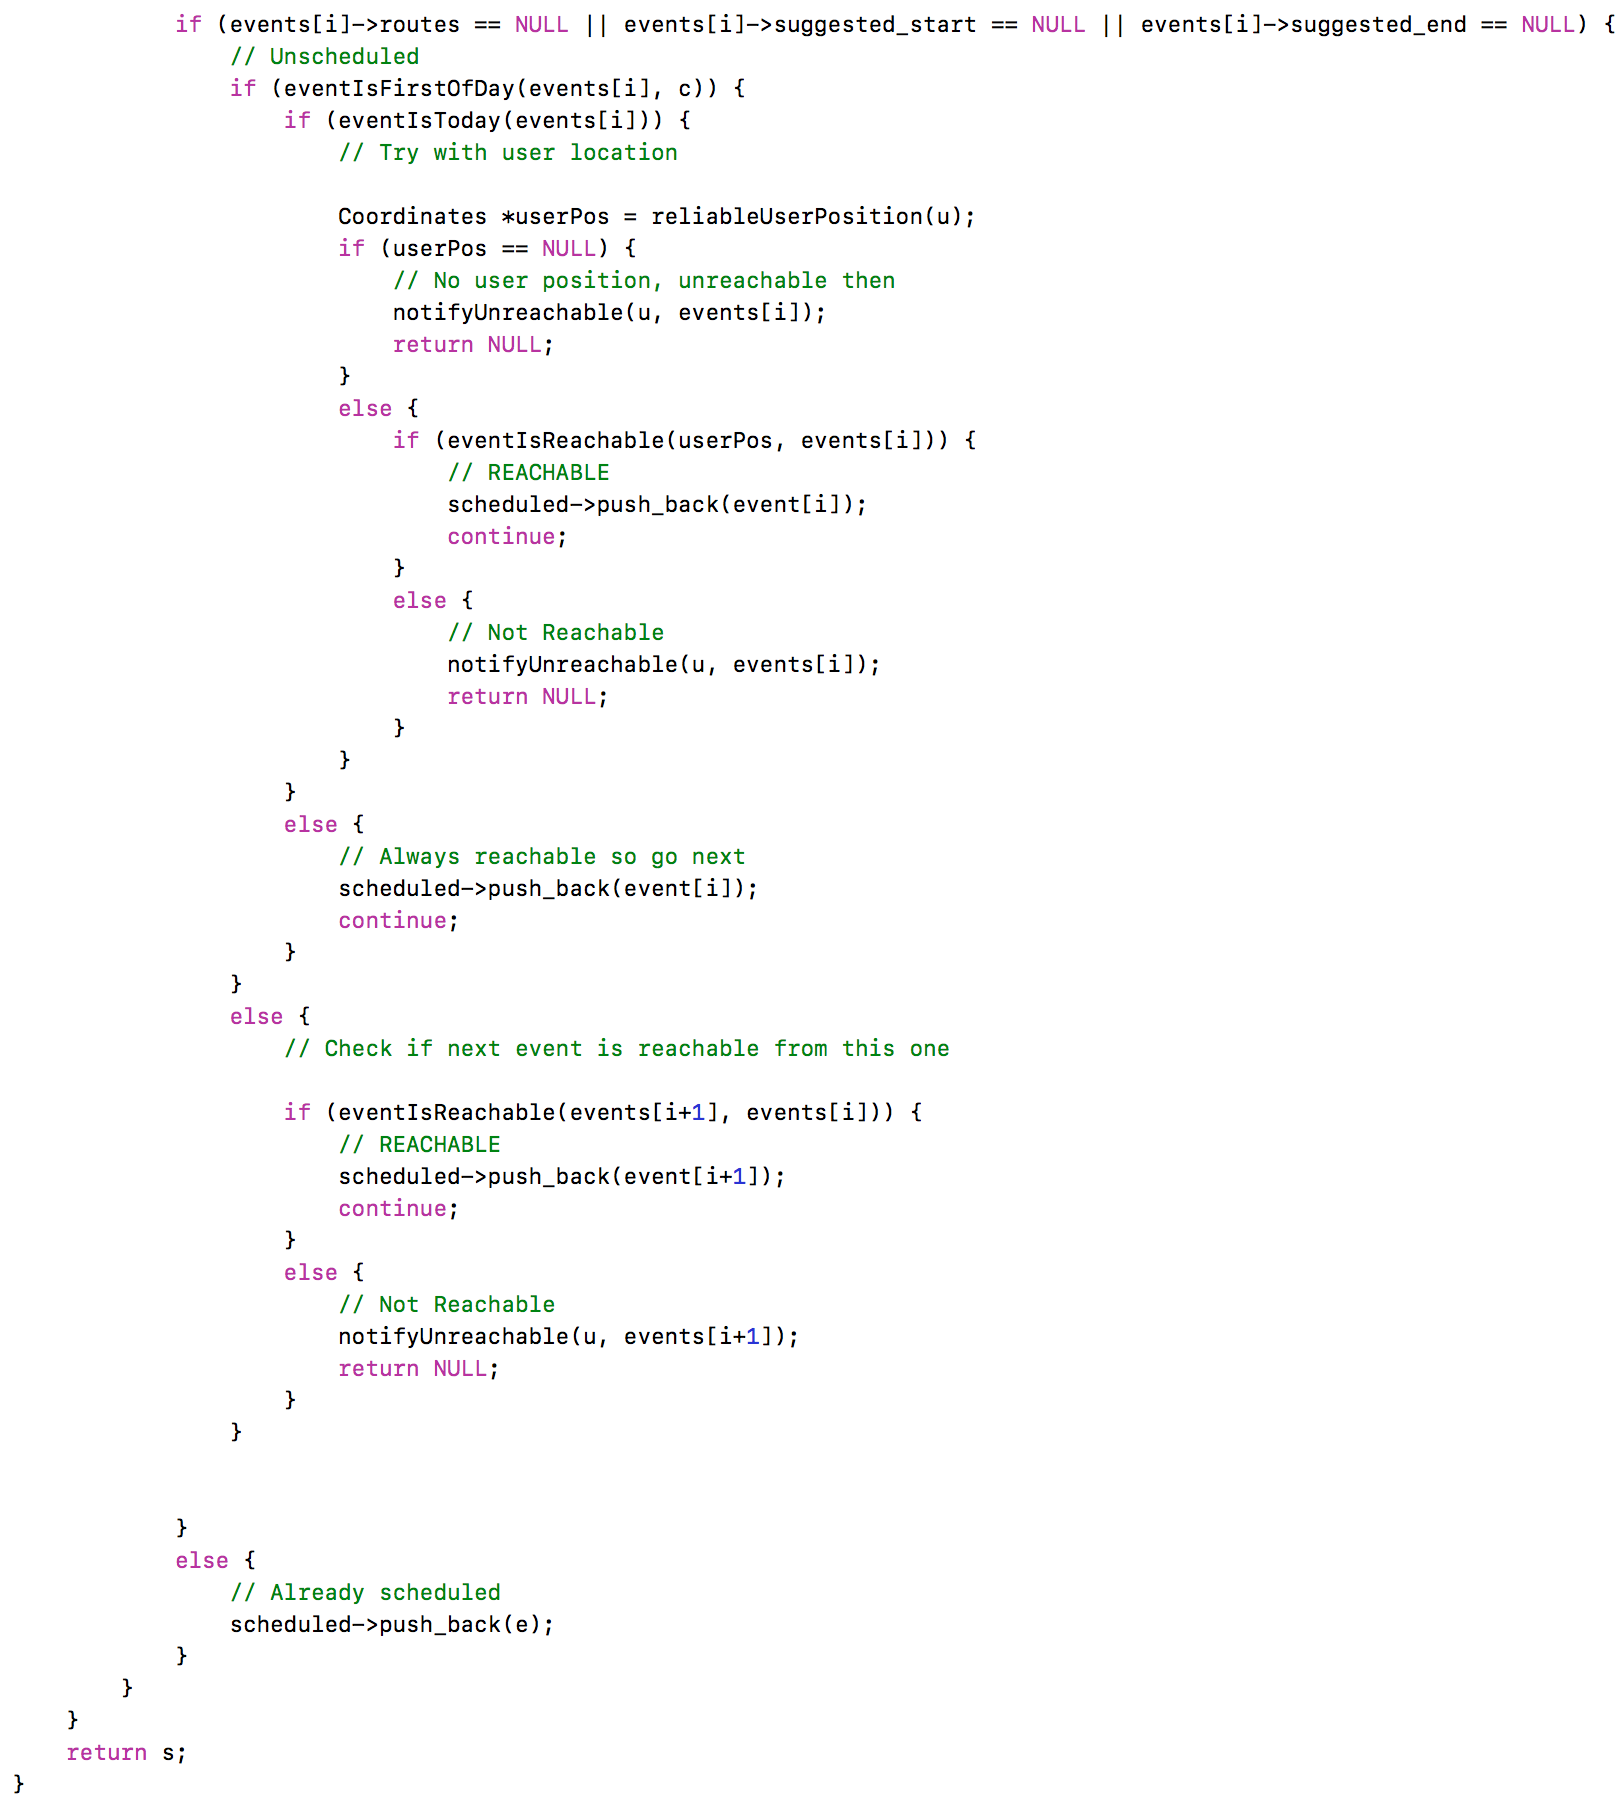 if (events[i]->routes == NULL || events[i]->suggested_start == NULL || events[i]->suggested_end == NULL) {
// Unscheduled
if (eventIsFirstOfDay(events[i], c)) {
if (eventIsToday(events[i])) {
// Try with user location
Coordinates *userPos = reliableUserPosition(u);
if (userPos == NULL) {
// No user position, unreachable then
notifyUnreachable(u, events[i]);
return NULL;
}
else {
if (eventIsReachable(userPos, events[i])) {
// REACHABLE
scheduled->push_back(event[i]);
continue;
}
else {
// Not Reachable
notifyUnreachable(u, events[i]);
return NULL;
}
}
}
else {
// Always reachable so go next
scheduled->push_back(event[i]);
continue;
}
}
else {
// Check if next event is reachable from this one
if (eventIsReachable(events[i+1], events[i])) {
// REACHABLE
scheduled->push_back(event[i+1]);
continue;
}
else {
// Not Reachable
notifyUnreachable(u, events[i+1]);
return NULL;
}
}
}
else {
// Already scheduled
scheduled->push_back(e);
}
}
}
return s;
}